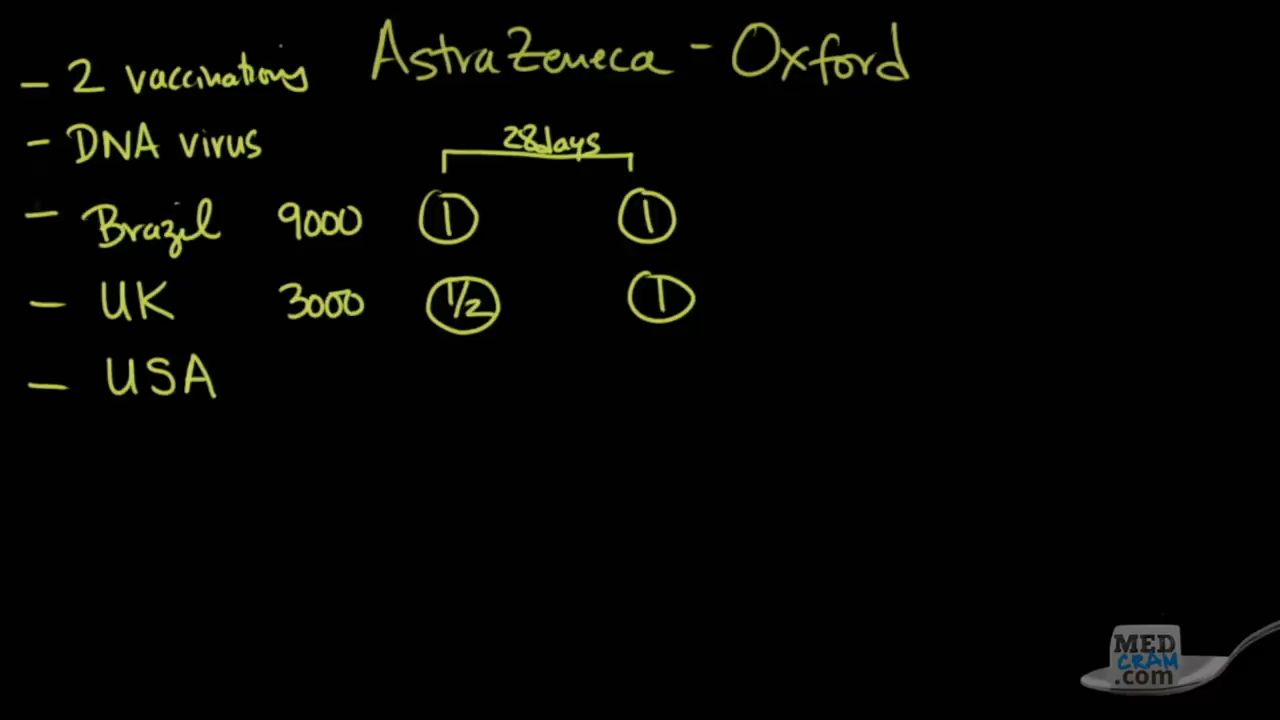 AstraZeneca - Oxford
- 2 vaccinations
- DNA virus
28days
- Brazil 9000 1 1
- UK 3000 1/2 1
- USA
MED
CRAM
.com